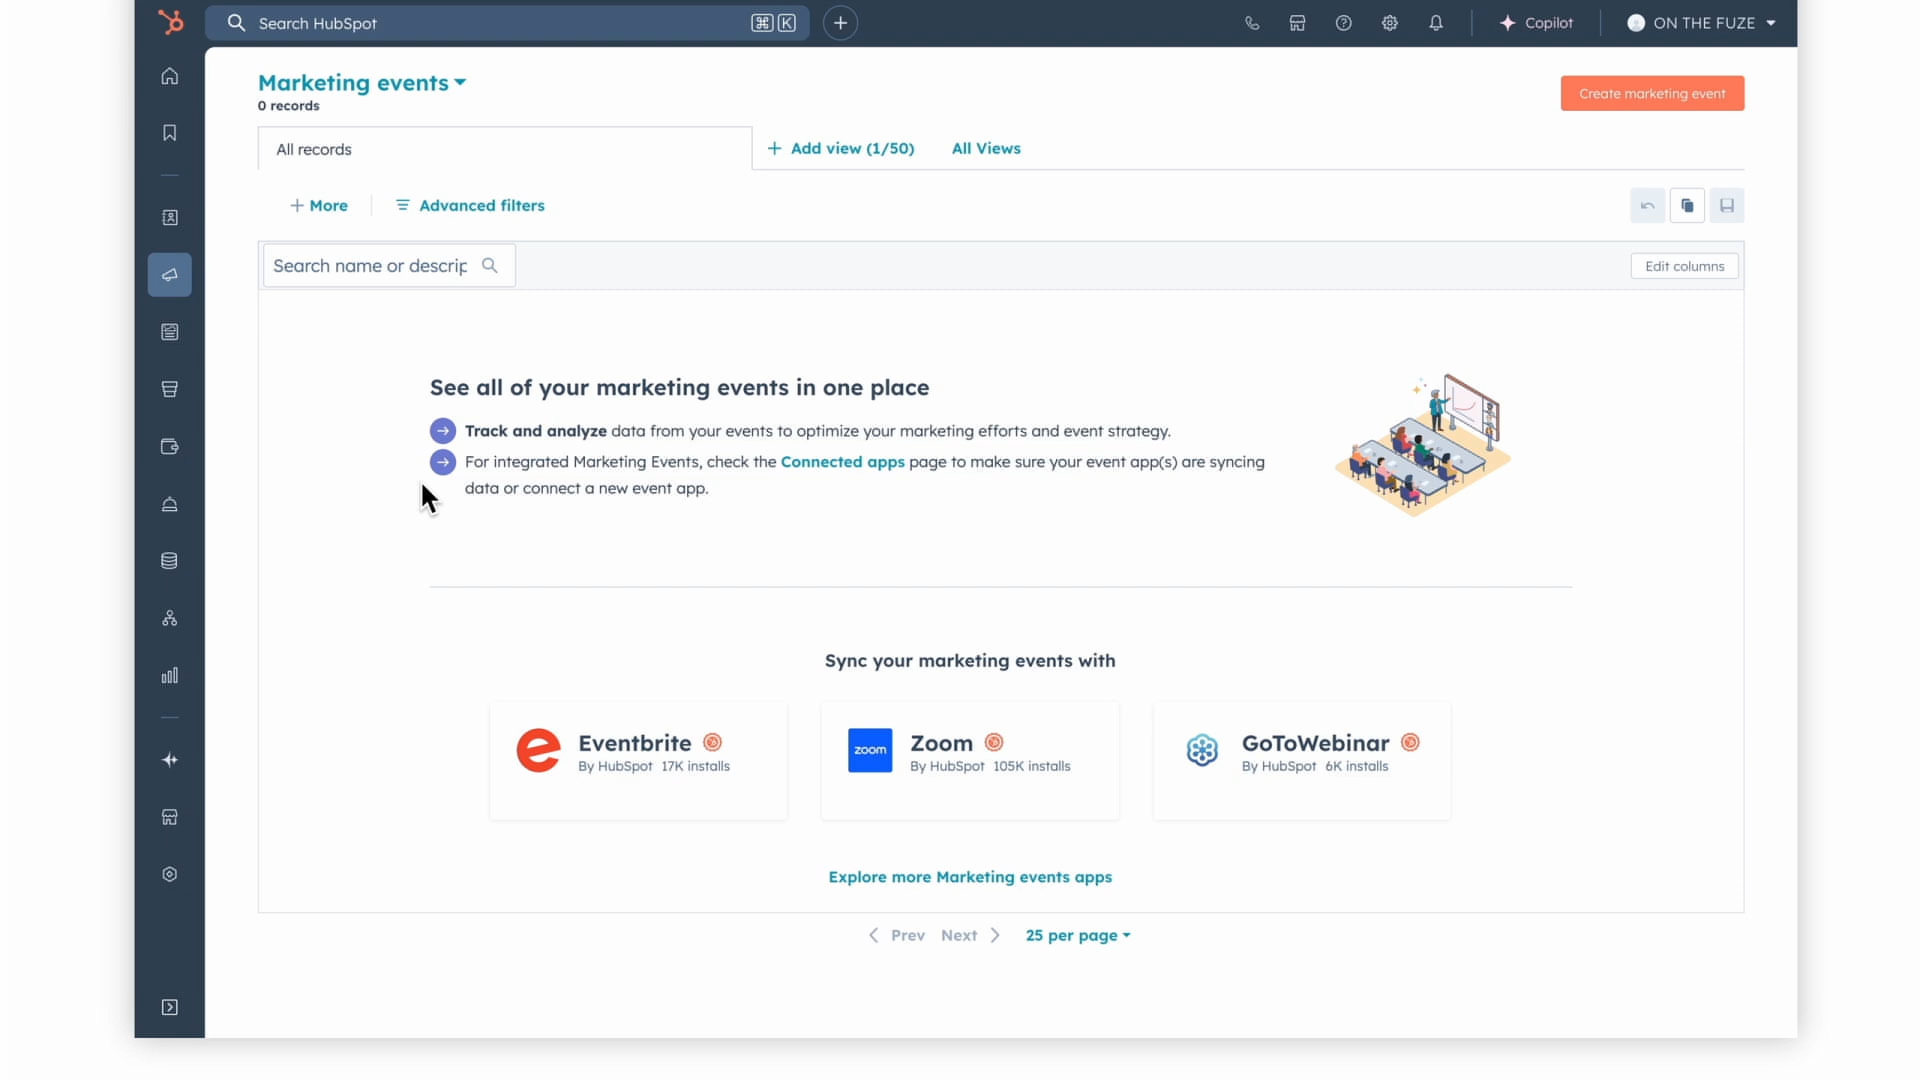 Search HubSpot
⌘ K
Copilot
ON THE FUZE
Marketing events
0 records
Create marketing event
All records
+ Add view (1/50)
All Views
+ More
Advanced filters
Search name or descrip
Edit columns
See all of your marketing events in one place
Track and analyze data from your events to optimize your marketing efforts and event strategy.
For integrated Marketing Events, check the Connected apps page to make sure your event app(s) are syncing
data or connect a new event app.
Sync your marketing events with
Eventbrite
By HubSpot 17K installs
zoom
Zoom
By HubSpot 105K installs
GoToWebinar
By HubSpot 6K installs
Explore more Marketing events apps
Prev Next
25 per page